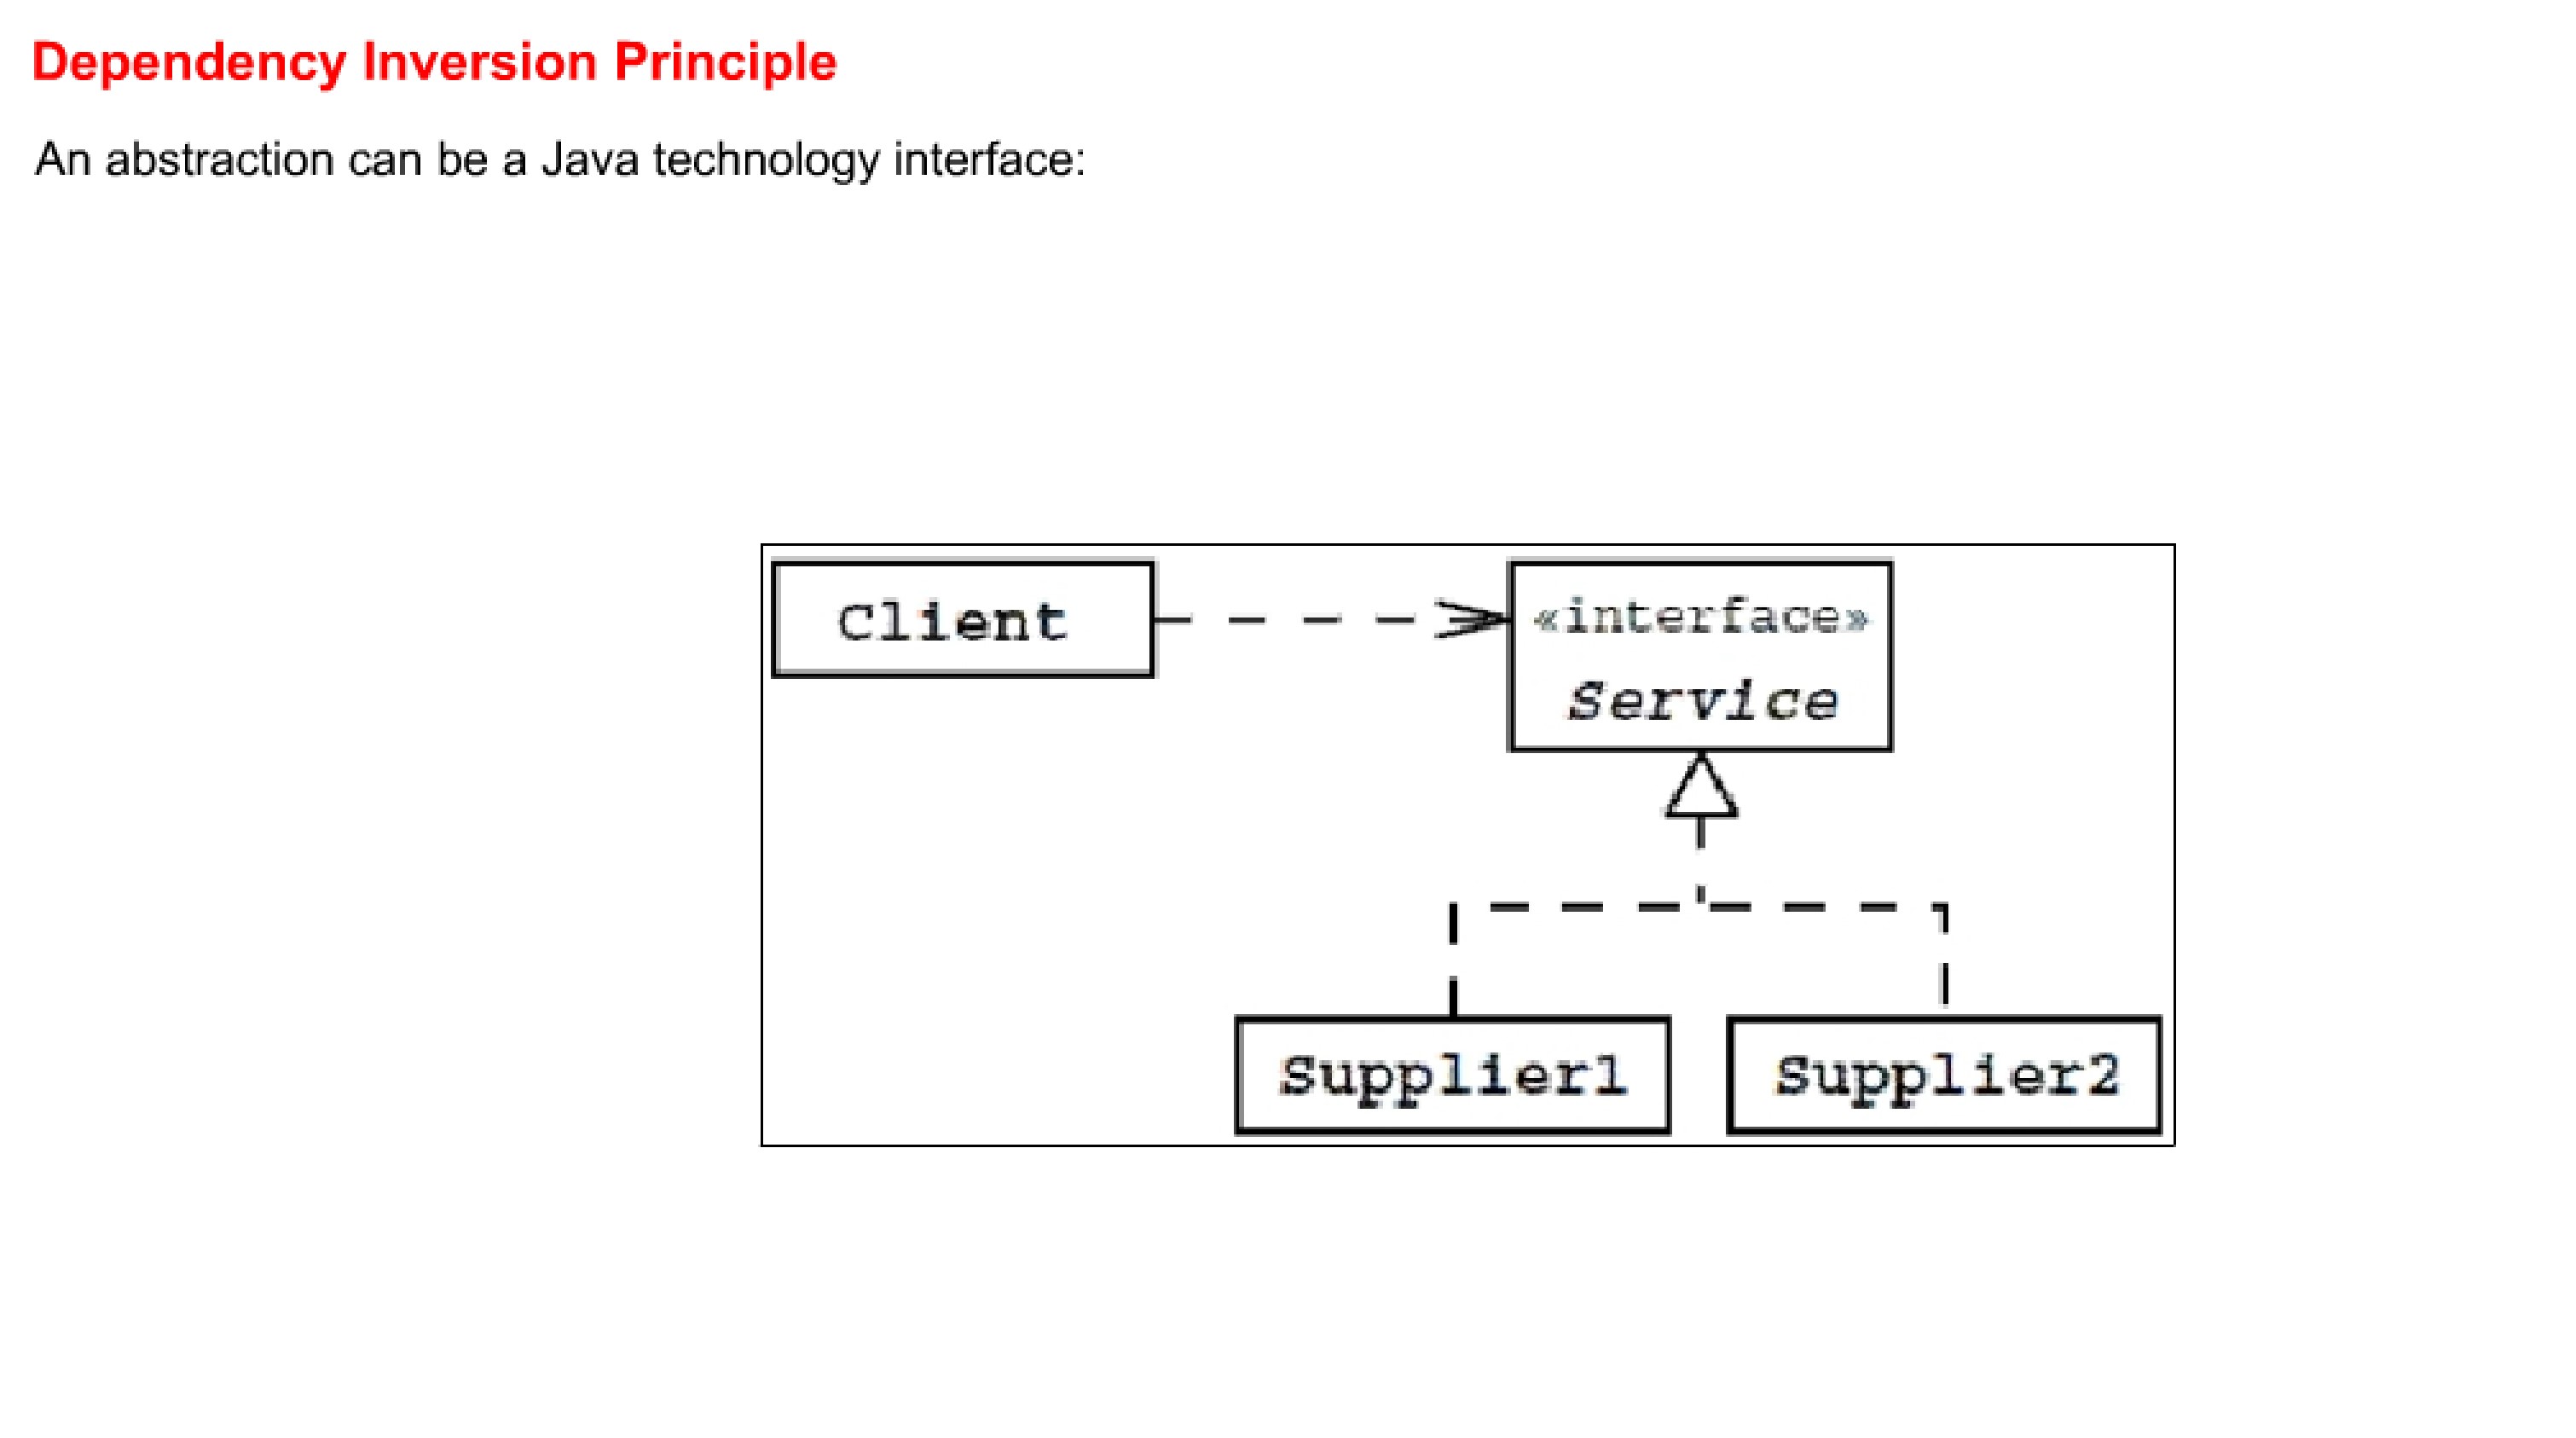 Dependency Inversion Principle
An abstraction can be a Java technology interface:
Client
«interface»
Service
Supplier1
Supplier2